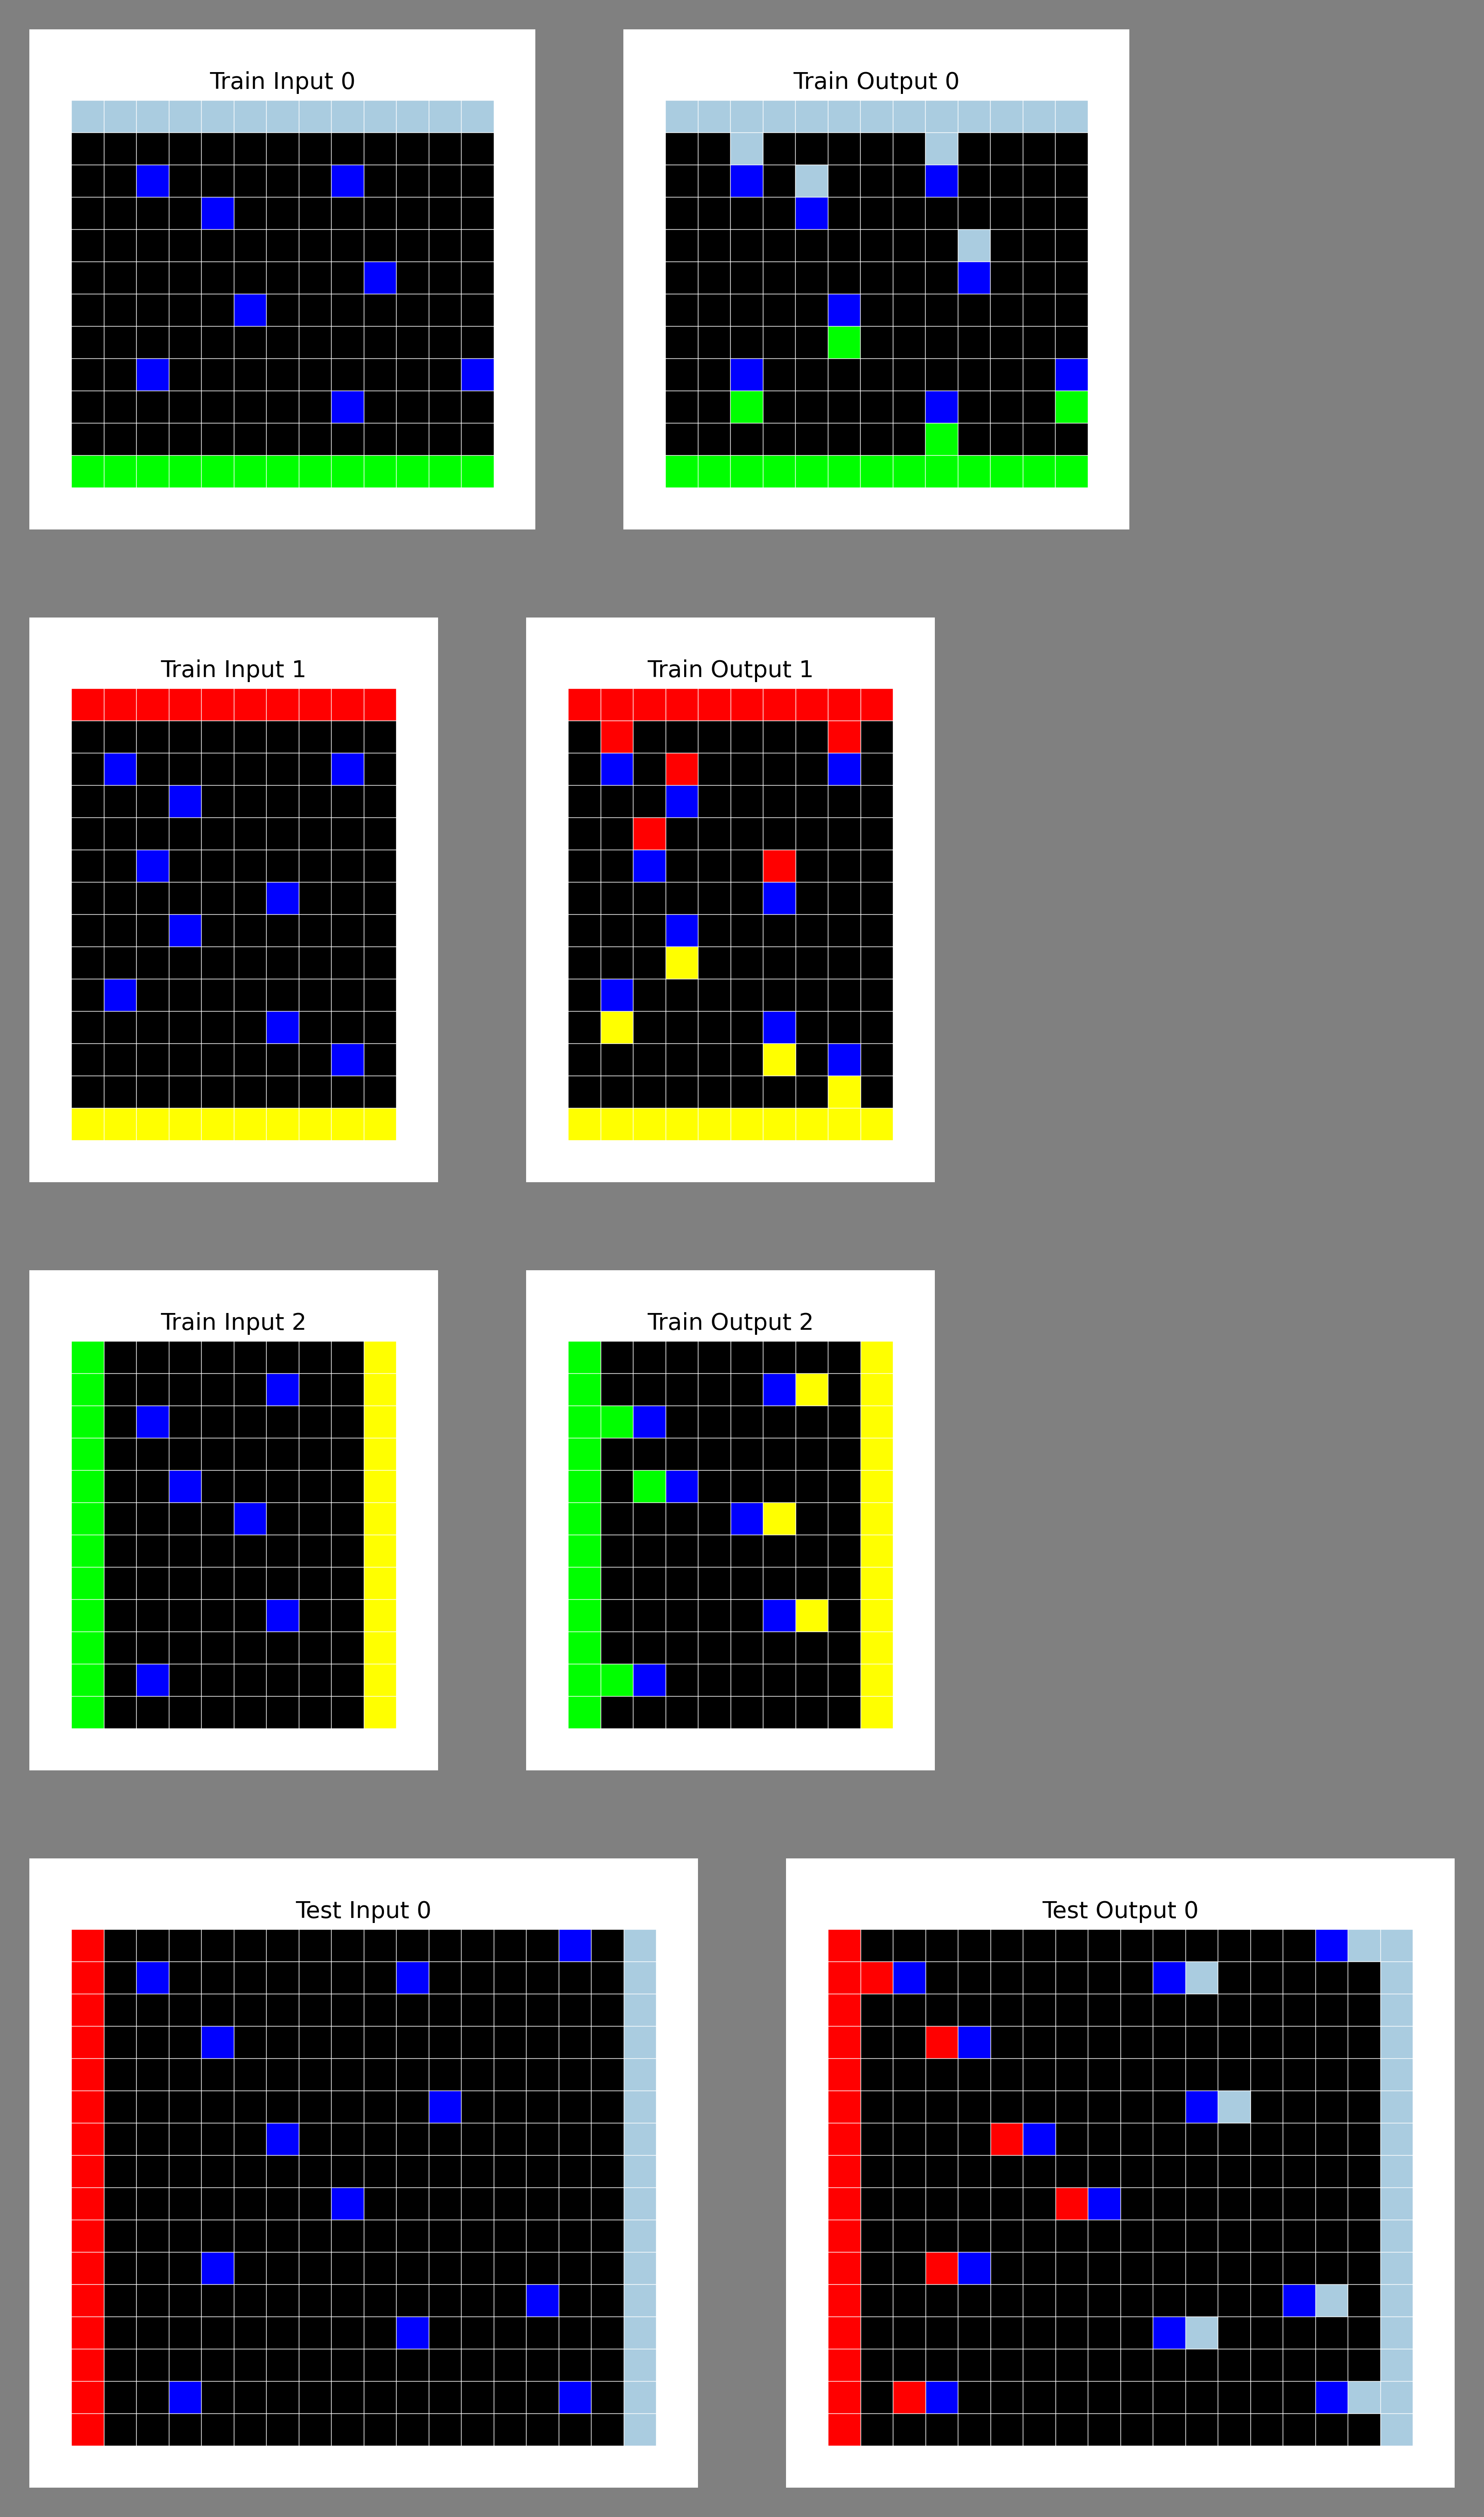 Train Input 0
Train Output 0
Train Input 1
Train Output 1
Train Input 2
Train Output 2
Test Input 0
Test Output 0